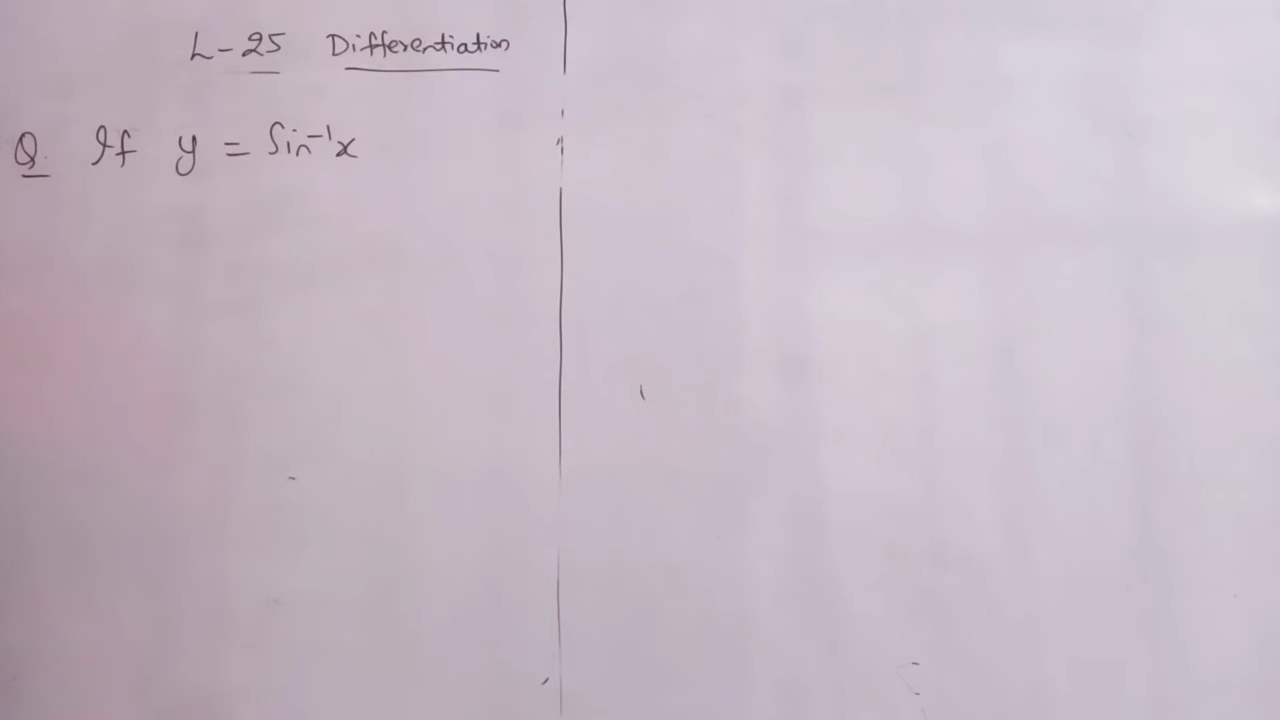 L-25 Differentiation
Q. If y = Sin⁻¹x